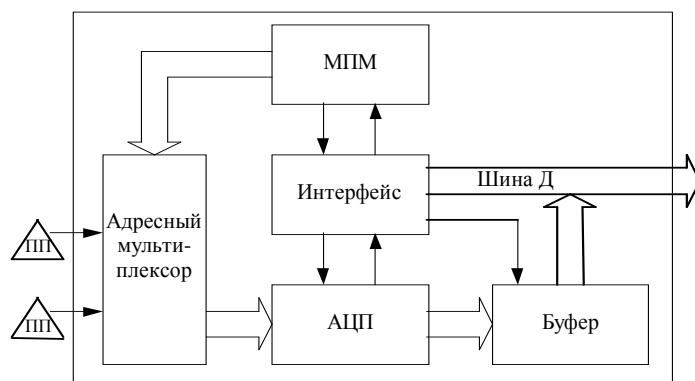 МПМ
Интерфейс
Шина Д
Адресный
мульти-
плексор
ПП
ПП
АЦП
Буфер